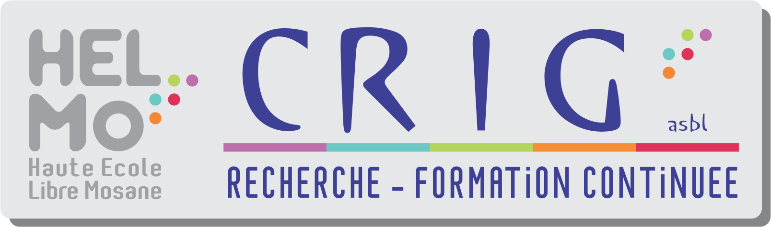 HEL
MO
Haute Ecole
Libre Mosane
CRIG
asbl
RECHERCHE - FORMATiON CONTiNUEE